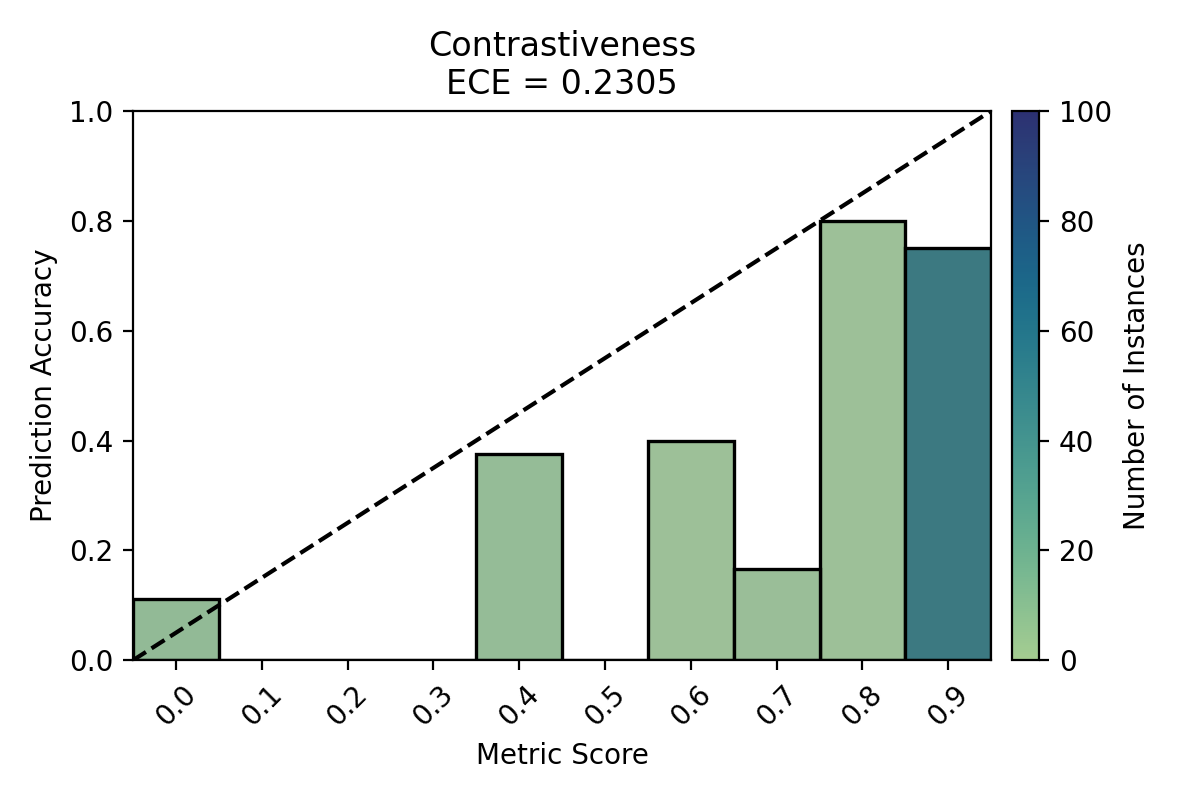 Contrastiveness
ECE = 0.2305
1.0
0.8
0.6
0.4
0.2
0.0
Prediction Accuracy
0.0 0.1 0.2 0.3 0.4 0.5 0.6 0.7 0.8 0.9
Metric Score
100
80
60
40
20
0
Number of Instances